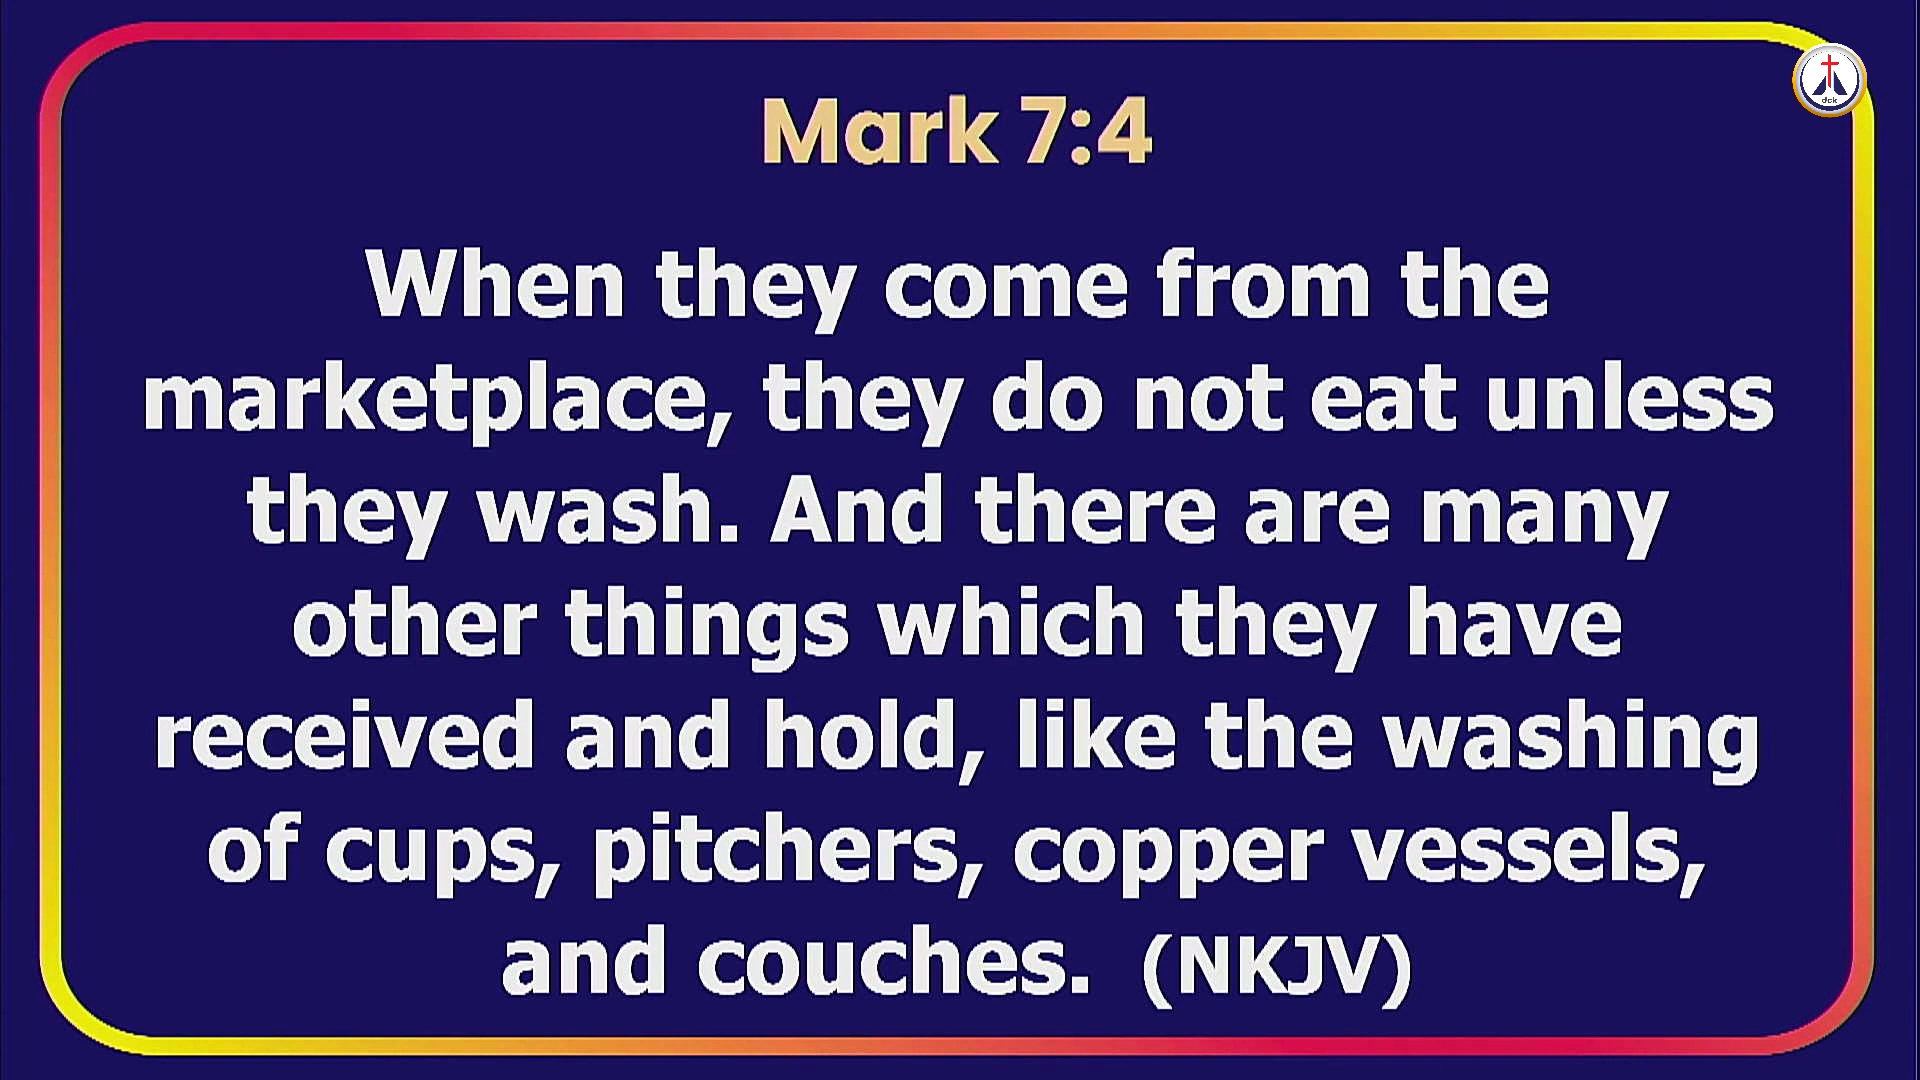 Mark 7:4
When they come from the
marketplace, they do not eat unless
they wash. And there are many
other things which they have
received and hold, like the washing
of cups, pitchers, copper vessels,
and couches. (NKJV)
dck